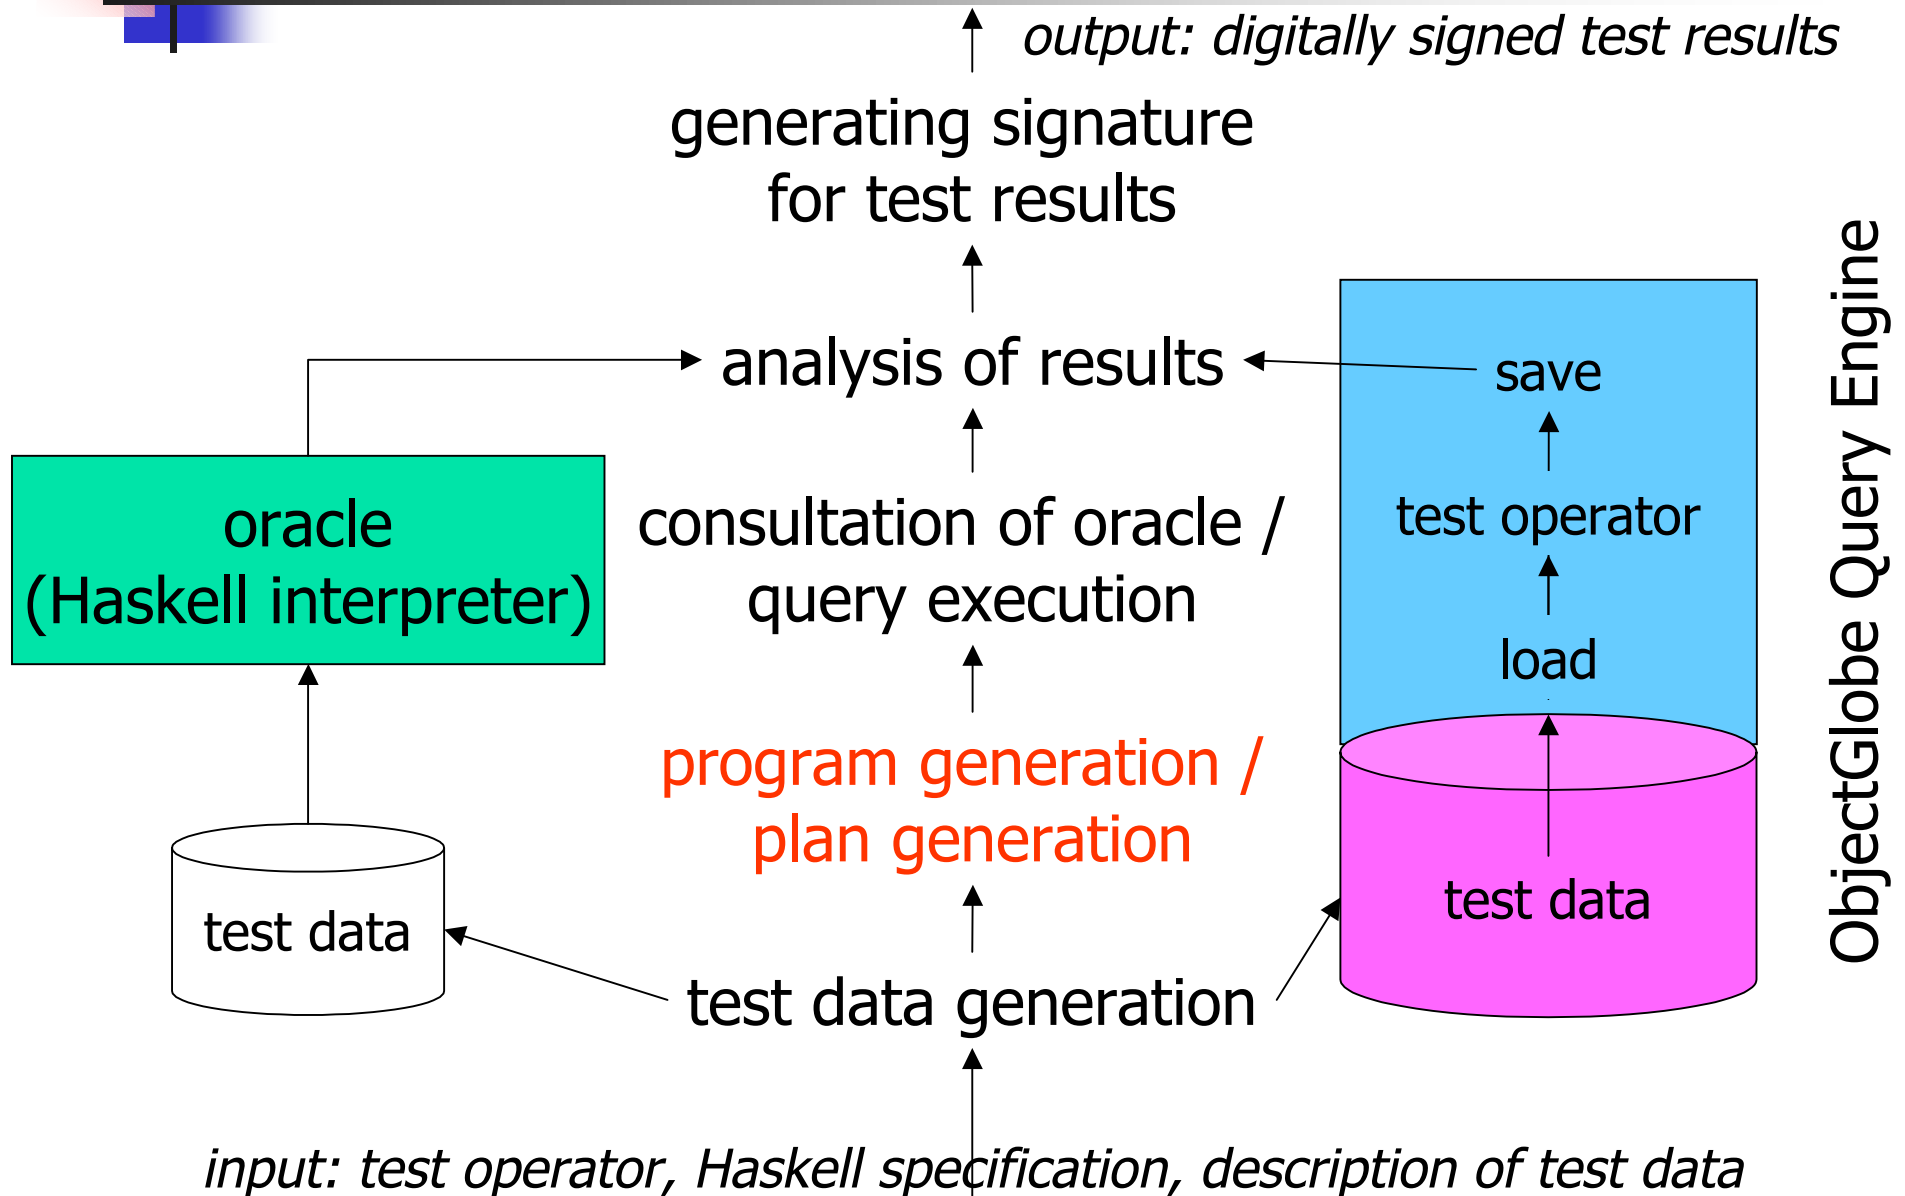 output: digitally signed test results
generating signature
for test results
analysis of results
save
oracle
(Haskell interpreter)
consultation of oracle /
query execution
test operator
load
program generation /
plan generation
test data
test data
test data generation
ObjectGlobe Query Engine
input: test operator, Haskell specification, description of test data